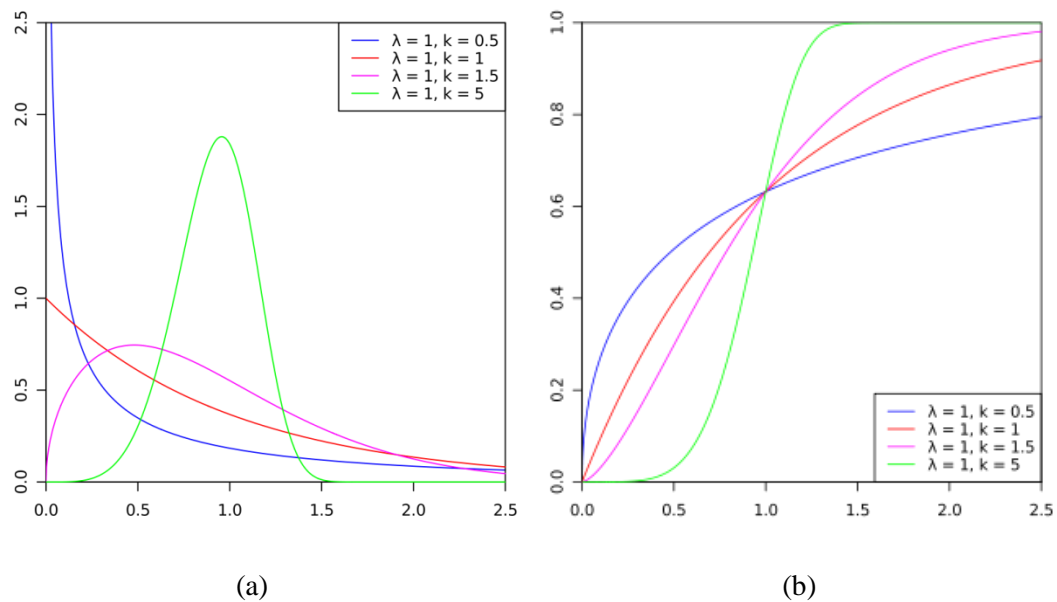 2.5
2.0
1.5
1.0
0.5
0.0
λ = 1, k = 0.5
λ = 1, k = 1
λ = 1, k = 1.5
λ = 1, k = 5
0.0 0.5 1.0 1.5 2.0 2.5
(a)
1.0
0.8
0.6
0.4
0.2
0.0
λ = 1, k = 0.5
λ = 1, k = 1
λ = 1, k = 1.5
λ = 1, k = 5
0.0 0.5 1.0 1.5 2.0 2.5
(b)